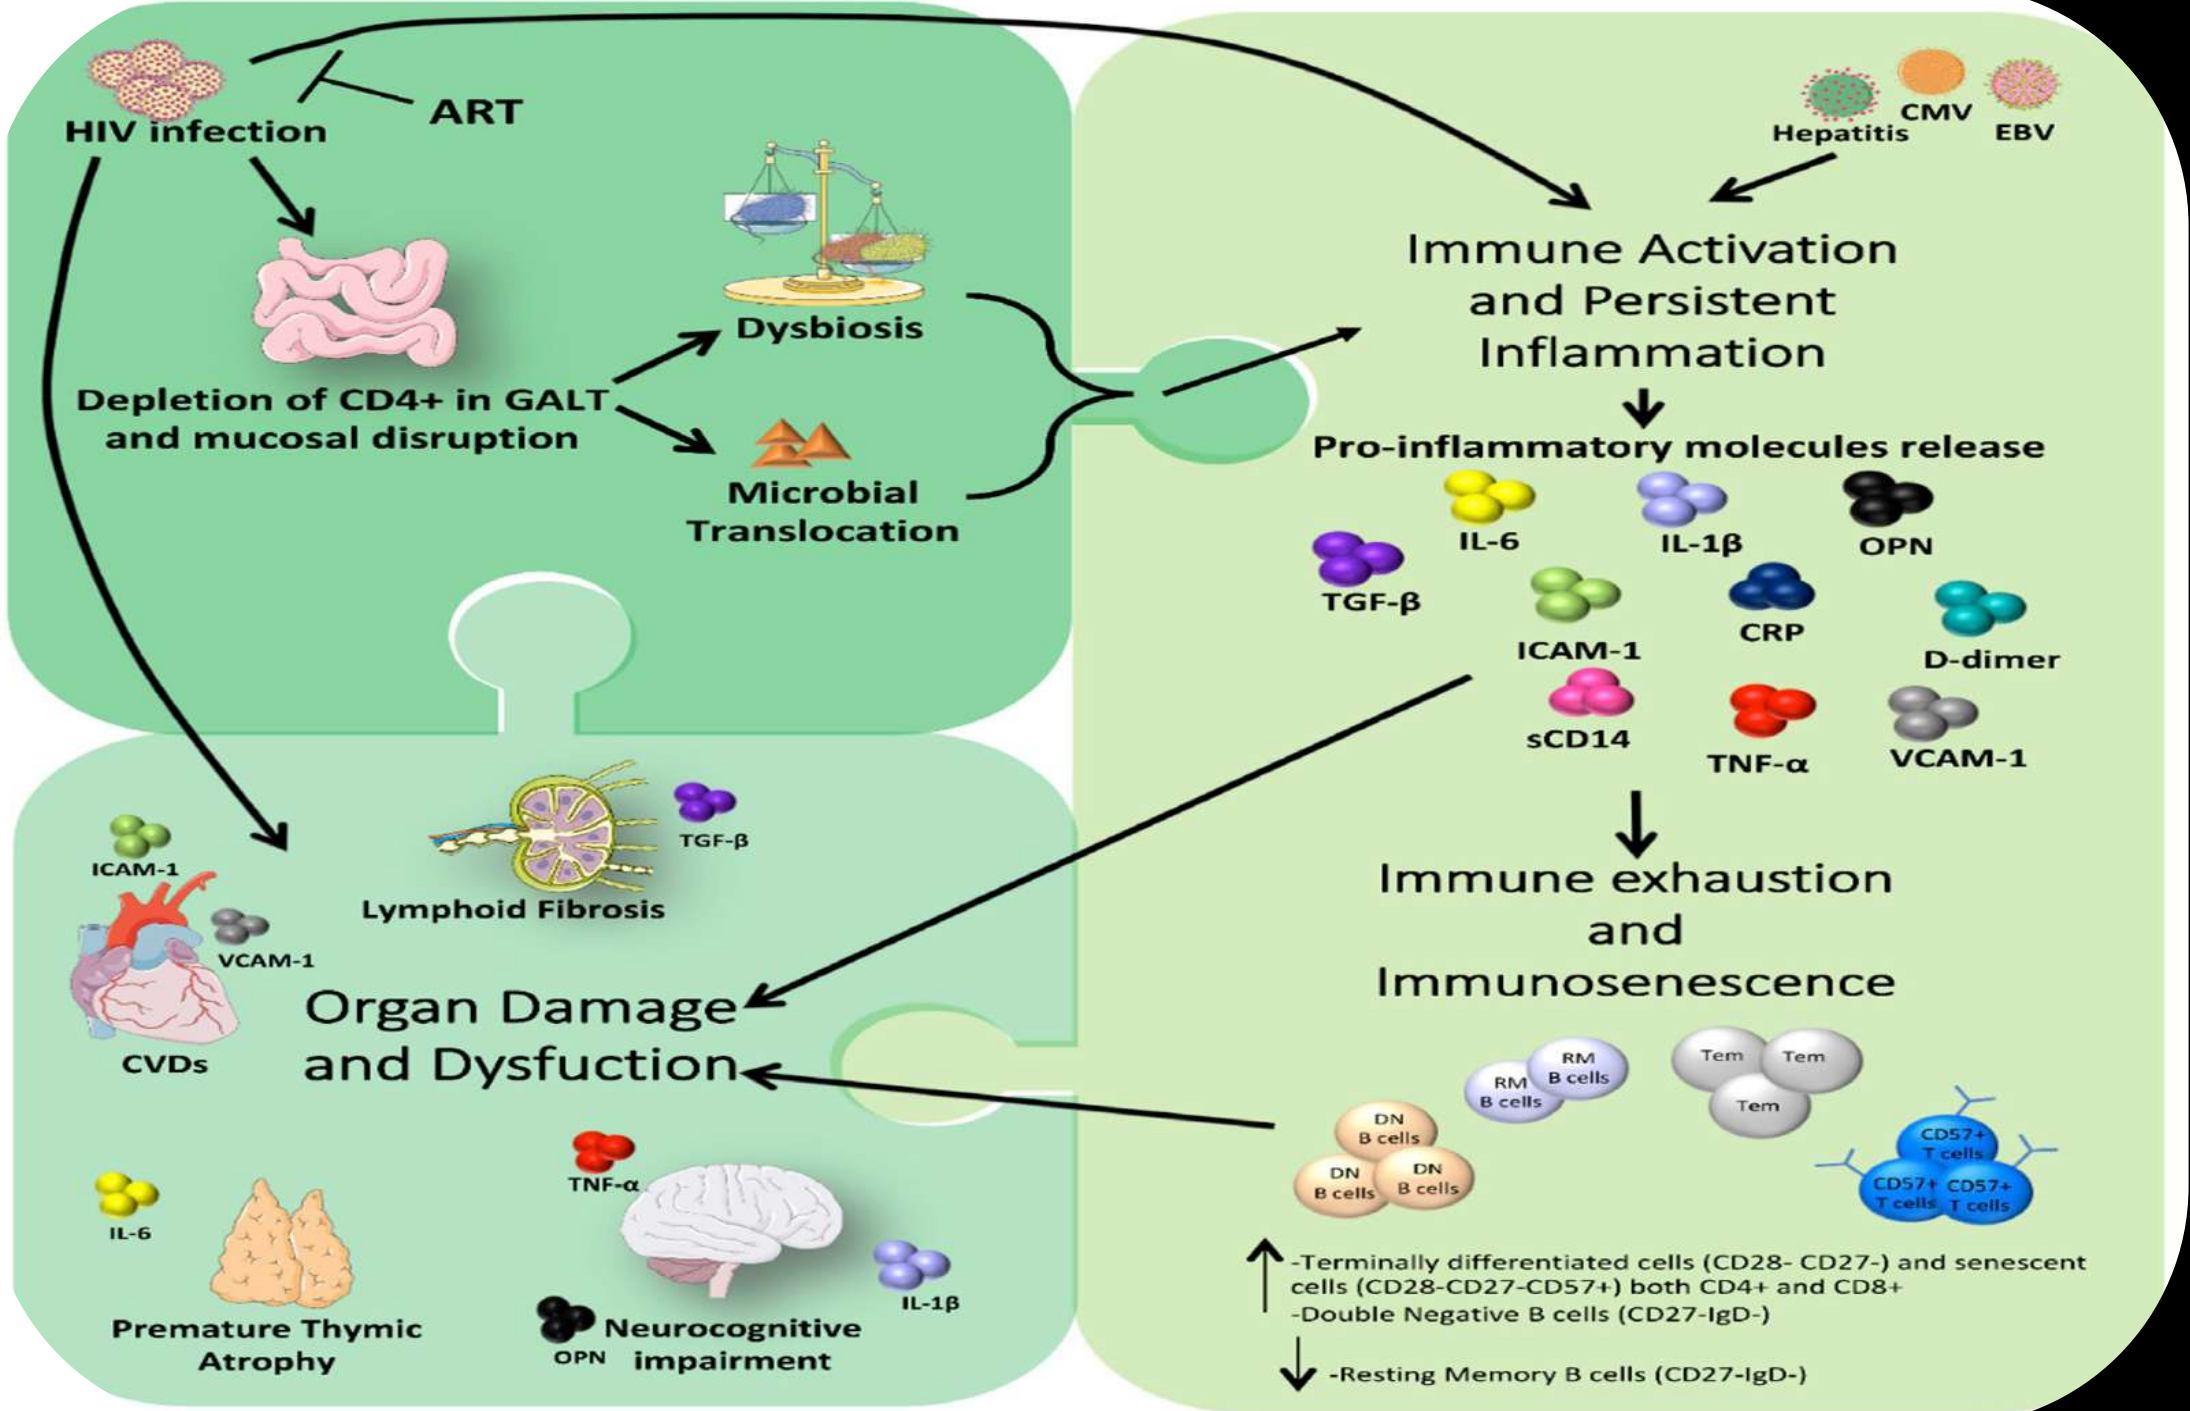 HIV infection
ART
Dysbiosis
Depletion of CD4+ in GALT
and mucosal disruption
Microbial
Translocation
Hepatitis
CMV
EBV
Immune Activation
and Persistent
Inflammation
Pro-inflammatory molecules release
IL-6
IL-1β
OPN
TGF-β
ICAM-1
CRP
D-dimer
sCD14
TNF-α
VCAM-1
Immune exhaustion
and
Immunosenescence
RM
B cells
RM
B cells
Tem
Tem
Tem
DN
B cells
DN
B cells
DN
B cells
CD57+
T cells
CD57+
T cells
CD57+
T cells
-Terminally differentiated cells (CD28- CD27-) and senescent
cells (CD28-CD27-CD57+) both CD4+ and CD8+
-Double Negative B cells (CD27-IgD-)
-Resting Memory B cells (CD27-IgD-)
TGF-β
Lymphoid Fibrosis
ICAM-1
VCAM-1
CVDs
Organ Damage
and Dysfuction
IL-6
Premature Thymic
Atrophy
TNF-α
IL-1β
OPN
Neurocognitive
impairment